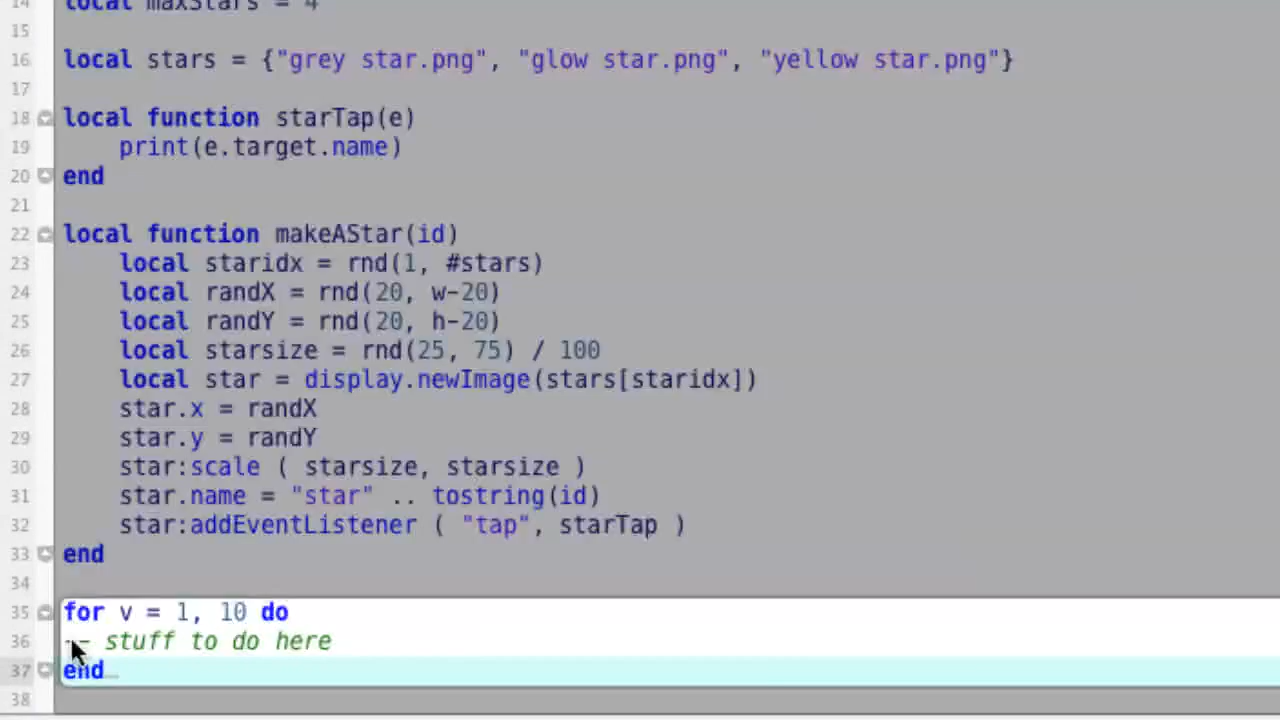 14 local maxStars = 4
15
16 local stars = {"grey star.png", "glow star.png", "yellow star.png"}
17
18 local function starTap(e)
19     print(e.target.name)
20 end
21
22 local function makeAStar(id)
23     local staridx = rnd(1, #stars)
24     local randX = rnd(20, w-20)
25     local randY = rnd(20, h-20)
26     local starsize = rnd(25, 75) / 100
27     local star = display.newImage(stars[staridx])
28     star.x = randX
29     star.y = randY
30     star:scale ( starsize, starsize )
31     star.name = "star" .. tostring(id)
32     star:addEventListener ( "tap", starTap )
33 end
34
35 for v = 1, 10 do
36 -- stuff to do here
37 end
38